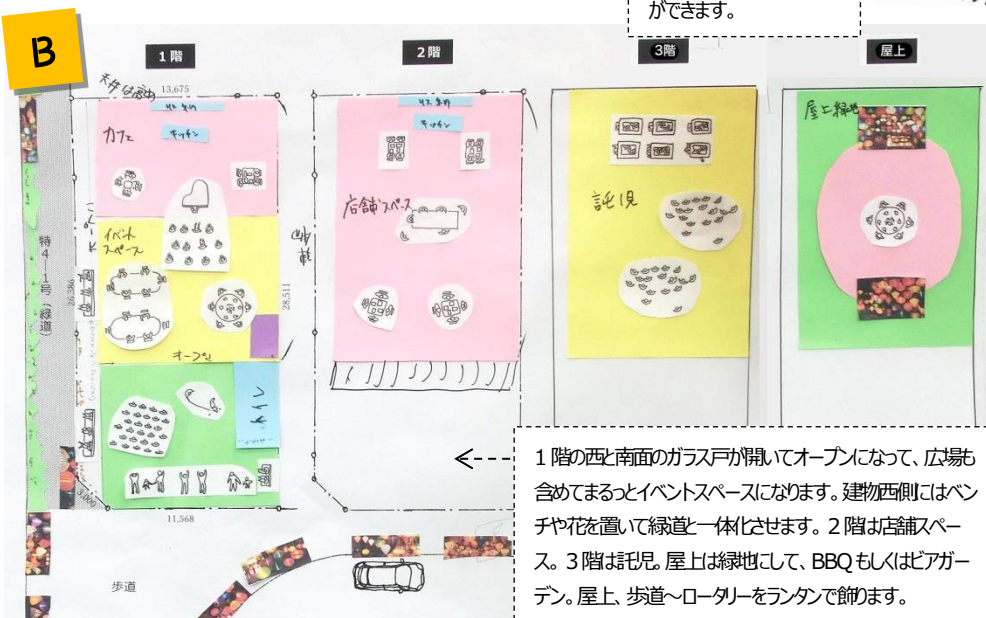 ができます。
B
1階
2階
3階
屋上
天井は高め
13,675
カフェ
キッチン
イベント
スペース
オープン
トイレ
特4―1号(緑道)
26,386
28,511
3,000
11,568
歩道
キッチン
店舗スペース
託児
屋上緑地
1階の西と南面のガラス戸が開いてオープンになって、広場も
含めてまるっとイベントスペースになります。建物西側にはベン
チや花を置いて緑道と一体化させます。2階は店舗スペー
ス。3階は託児。屋上は緑地にして、BBQもしくはビアガー
デン。屋上、歩道～ロータリーをランタンで飾ります。